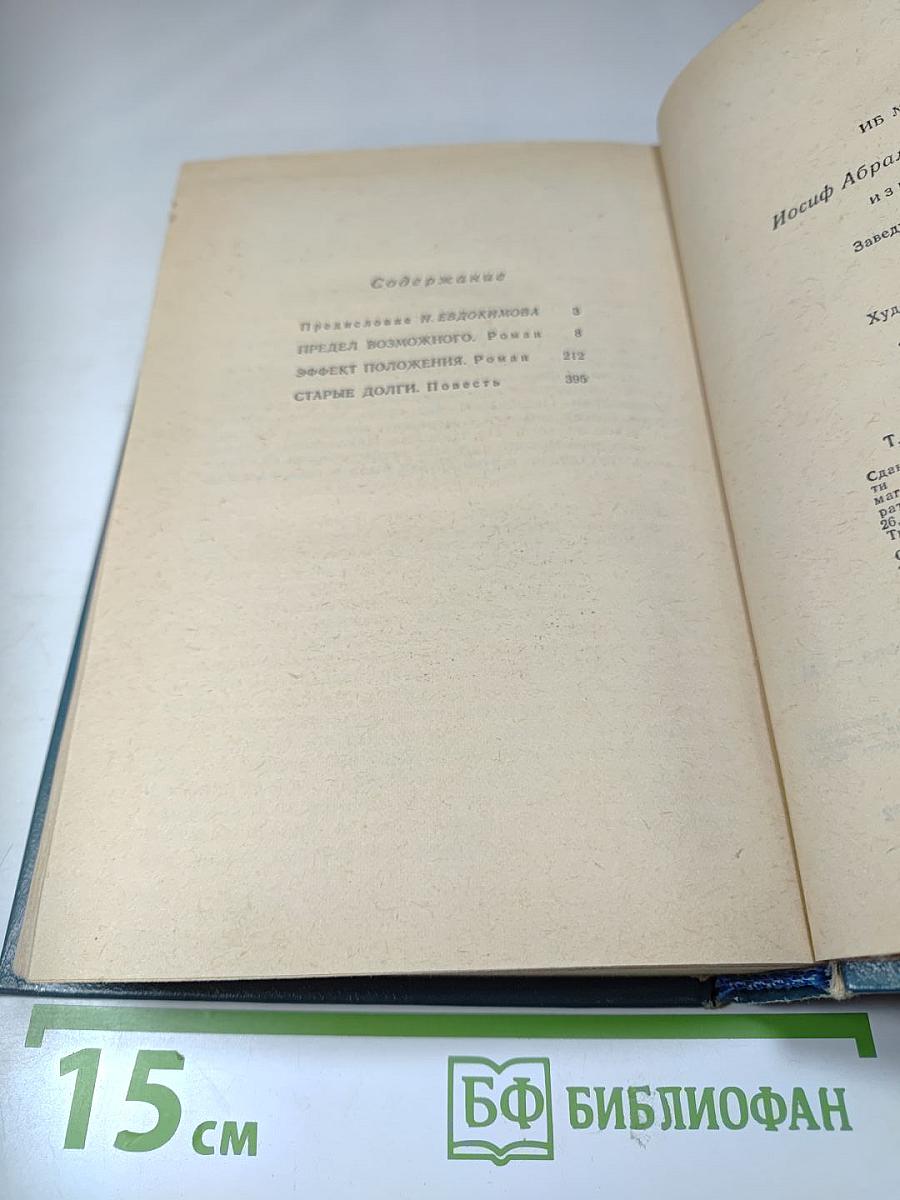 Содержание
Предисловие Н. ЕВДОКИМОВА 3
ПРЕДЕЛ ВОЗМОЖНОГО. Роман 8
ЭФФЕКТ ПОЛОЖЕНИЯ. Роман 212
СТАРЫЕ ДОЛГИ. Повесть 395
ИБ
Иосиф
15 см
БФ БИБЛИОФАН